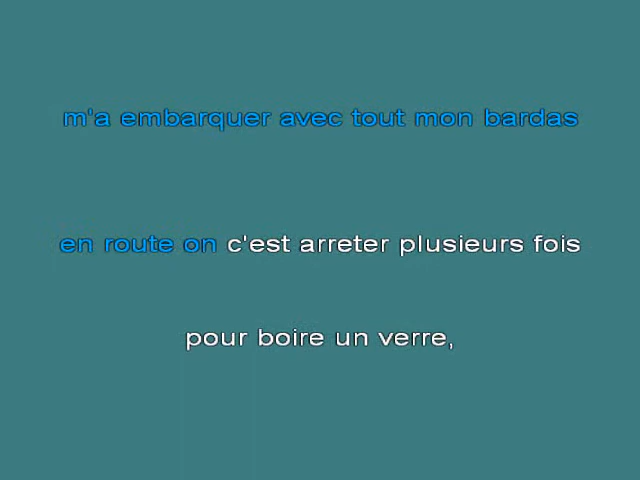 m'a embarquer avec tout mon bardas
en route on c'est arreter plusieurs fois
pour boire un verre,